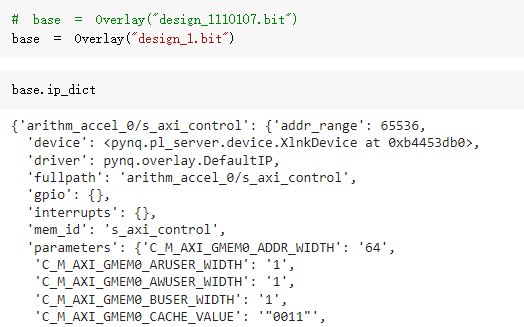 # base = Overlay("design_1110107.bit")
base = Overlay("design_1.bit")
base.ip_dict
{'arithm_accel_0/s_axi_control': {'addr_range': 65536,
'device': <pynq.pl_server.device.XlnkDevice at 0xb4453db0>,
'driver': pynq.overlay.DefaultIP,
'fullpath': 'arithm_accel_0/s_axi_control',
'gpio': {},
'interrupts': {},
'mem_id': 's_axi_control',
'parameters': {'C_M_AXI_GMEM0_ADDR_WIDTH': '64',
'C_M_AXI_GMEM0_ARUSER_WIDTH': '1',
'C_M_AXI_GMEM0_AWUSER_WIDTH': '1',
'C_M_AXI_GMEM0_BUSER_WIDTH': '1',
'C_M_AXI_GMEM0_CACHE_VALUE': '"0011"',